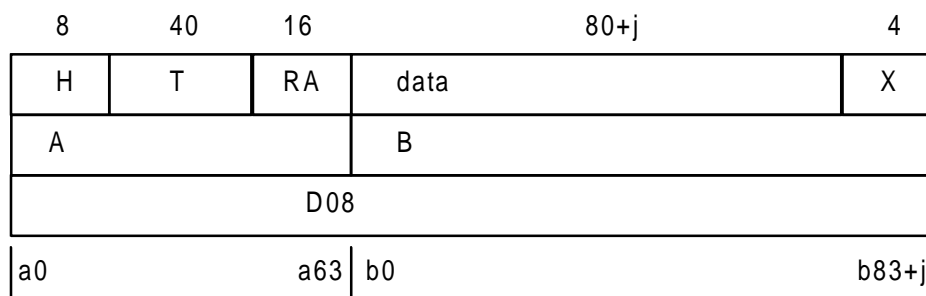 8 40 16 80+j 4
H T RA data X
A B
D08
a0 a63 b0 b83+j